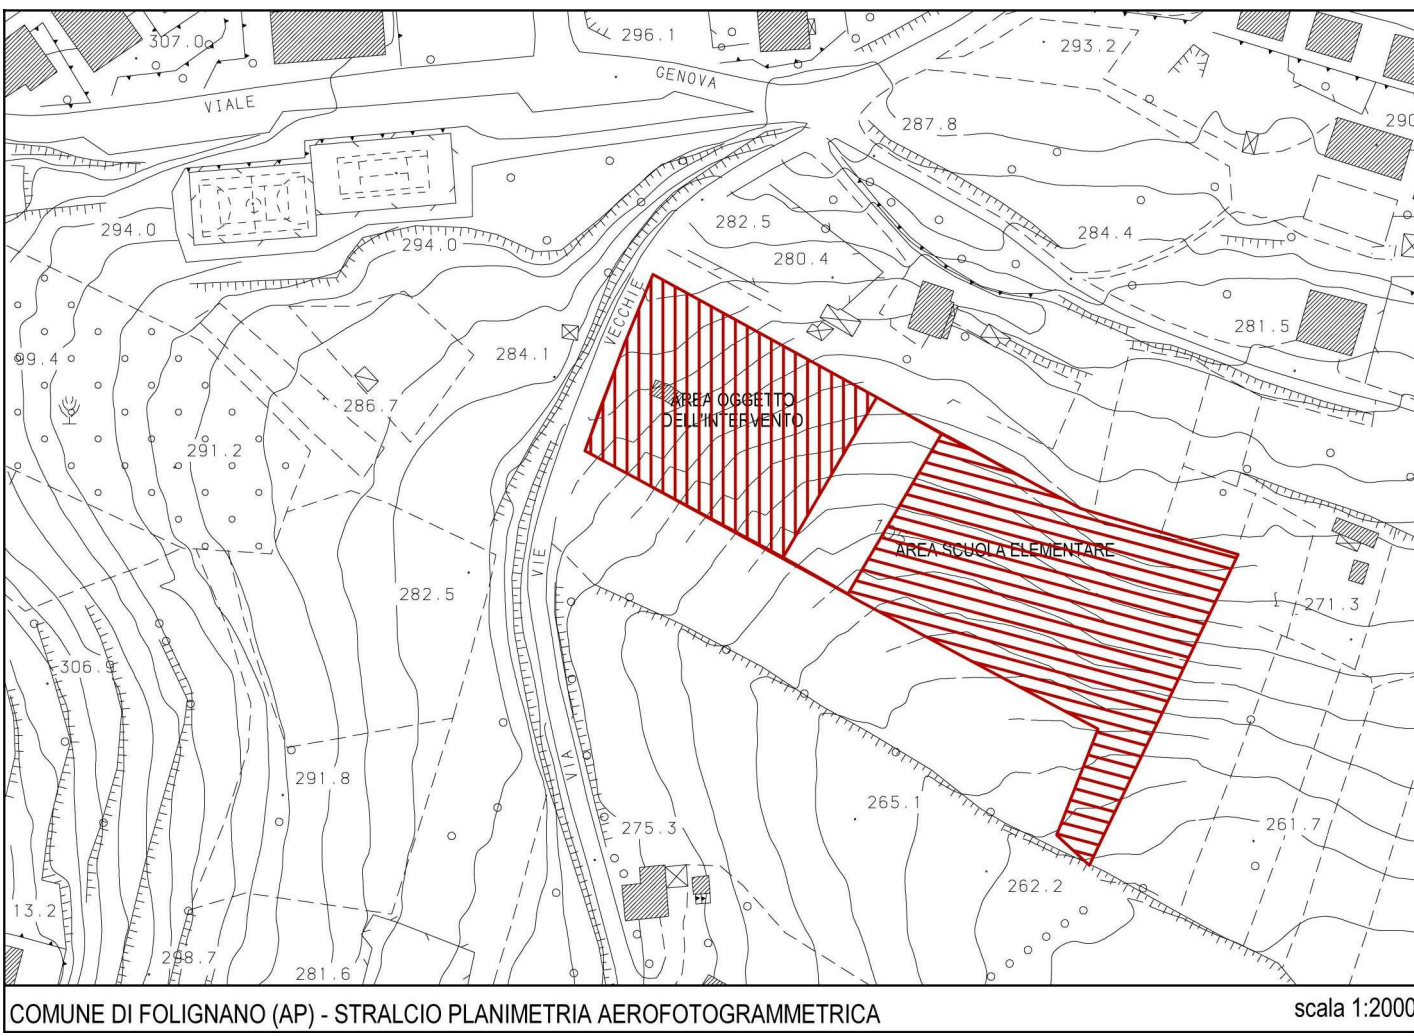 307.0
296.1
293.2
VIALE
GENOVA
287.8
290
294.0
294.0
282.5
284.4
280.4
VECCHIE
281.5
99.4
284.1
286.7
AREA OGGETTO
DELL'INTERVENTO
291.2
AREA SCUOLA ELEMENTARE
VIE
282.5
271.3
306.9
VIA
291.8
265.1
275.3
261.7
262.2
13.2
298.7
281.6
COMUNE DI FOLIGNANO (AP) - STRALCIO PLANIMETRIA AEROFOTOGRAMMETRICA
scala 1:2000